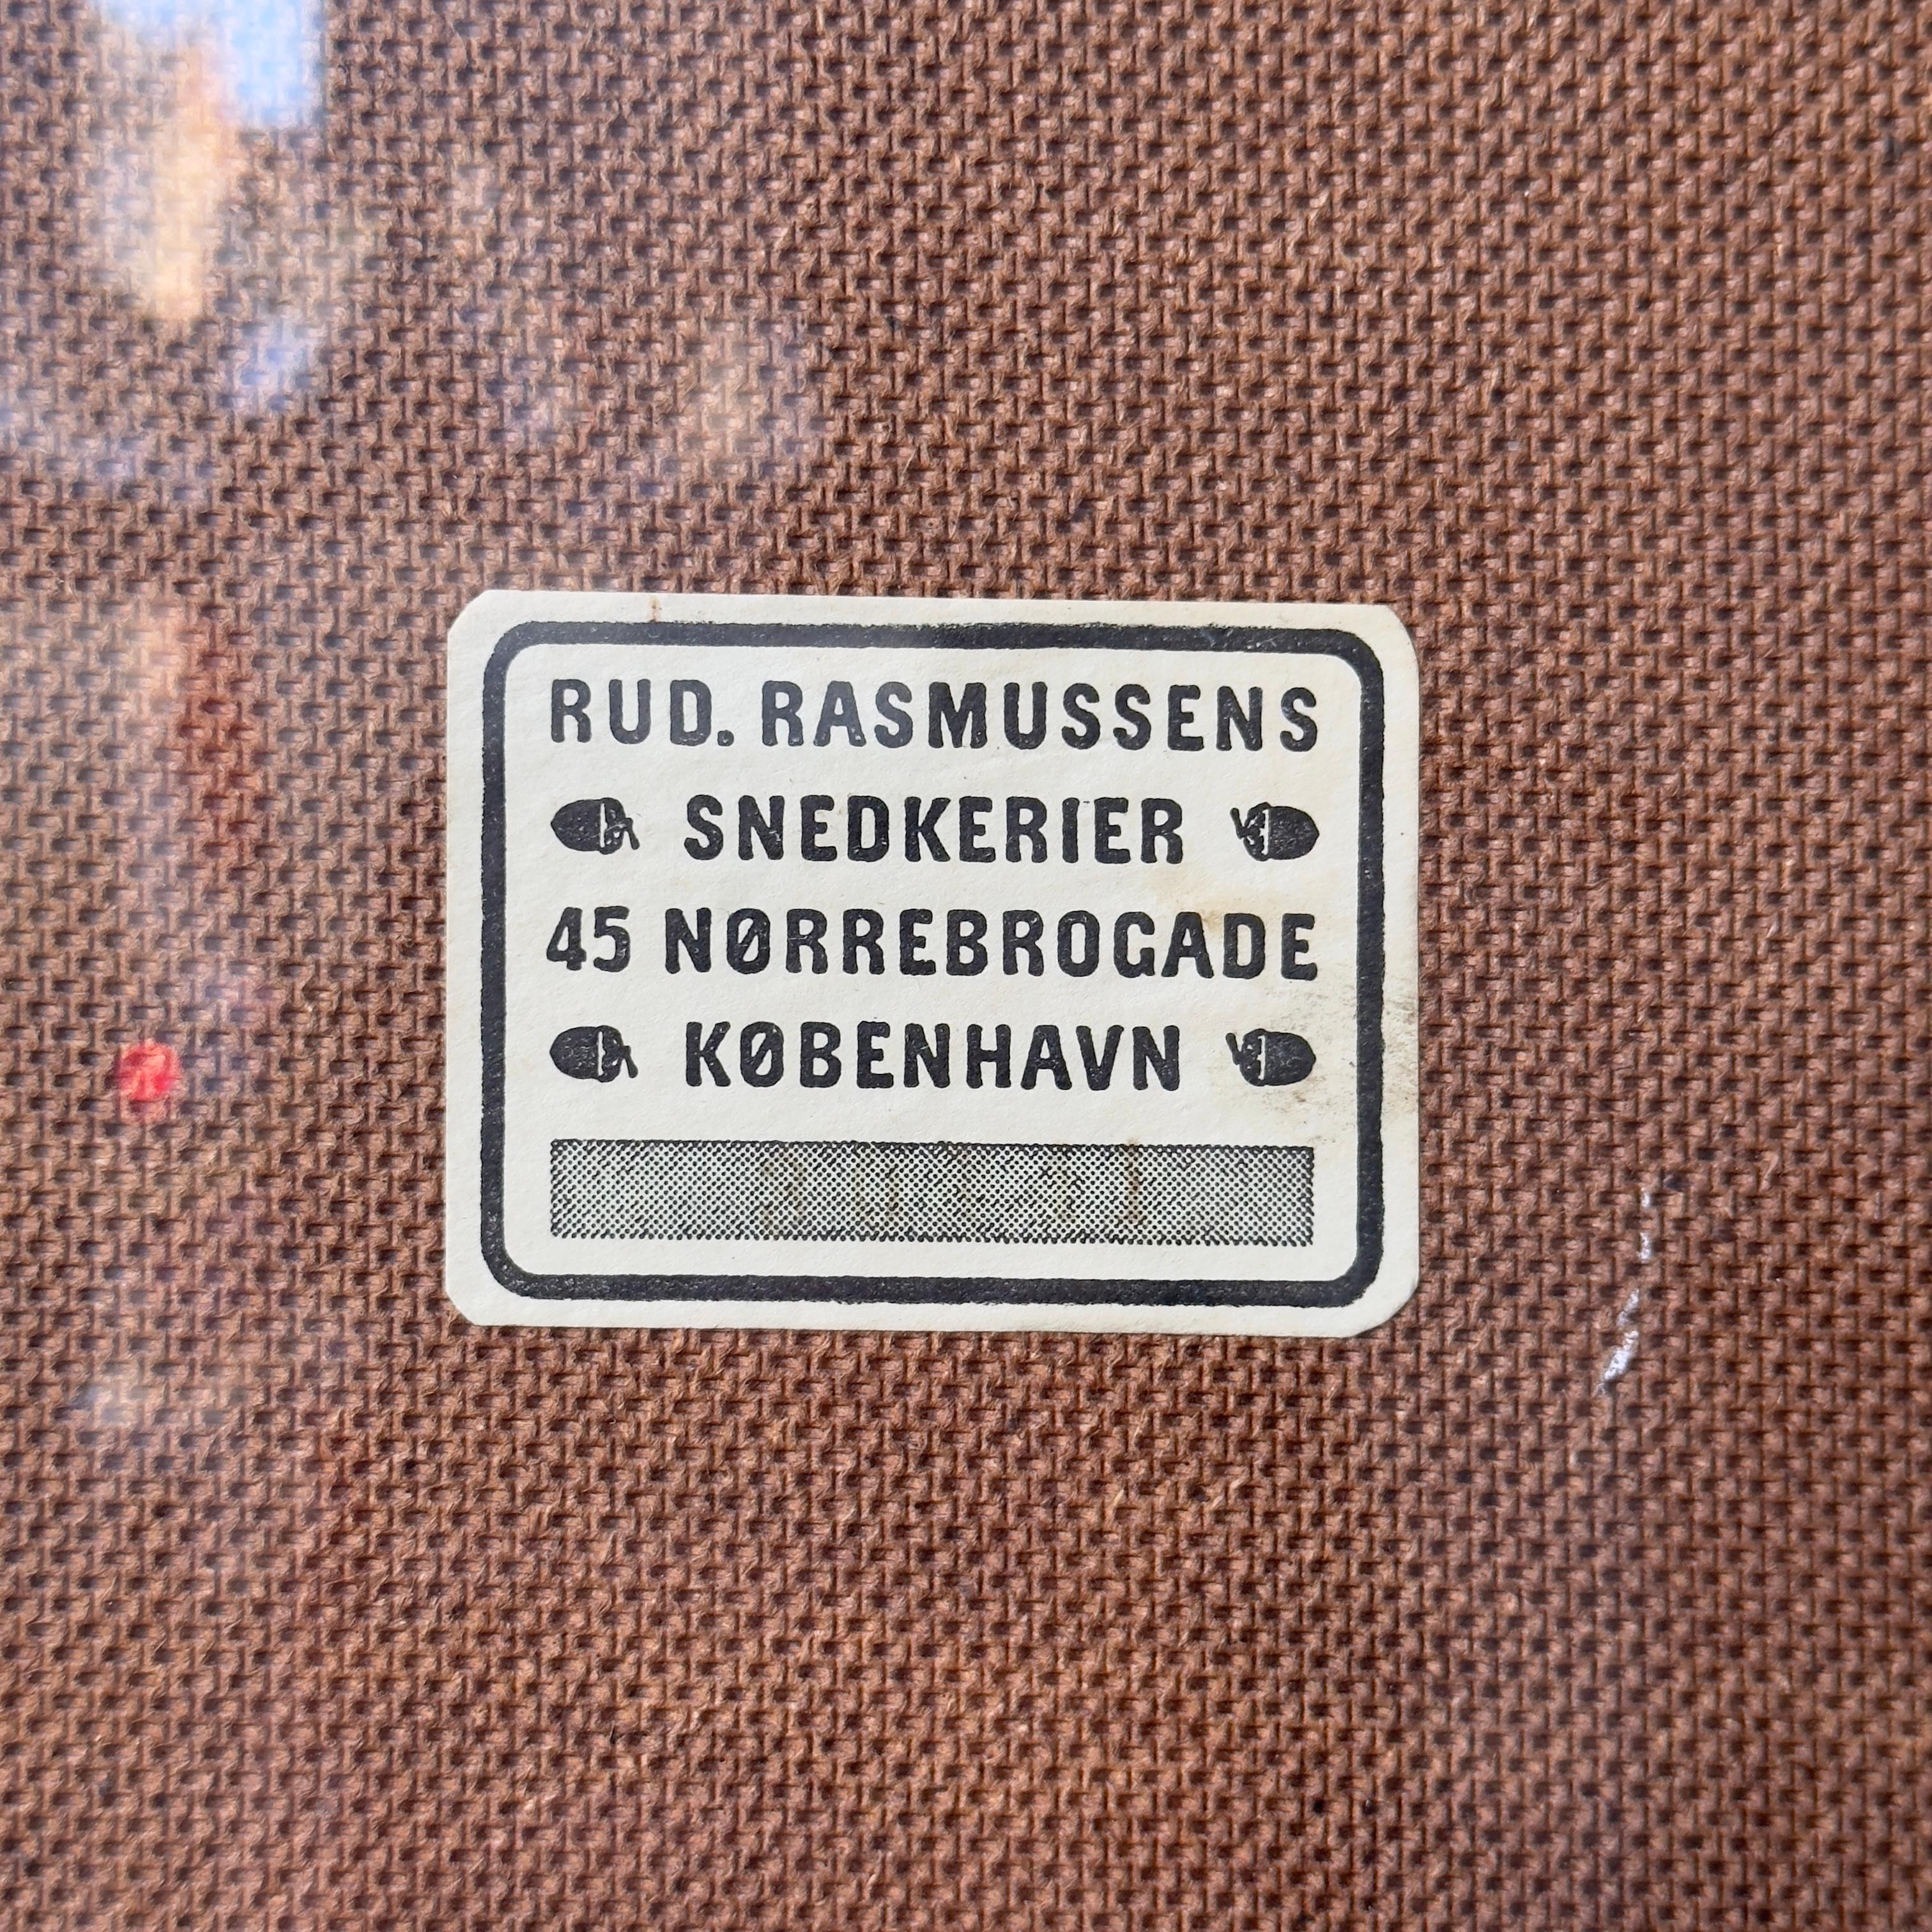 RUD. RASMUSSENS
SNEDKERIER
45 NØRREBROGADE
KØBENHAVN